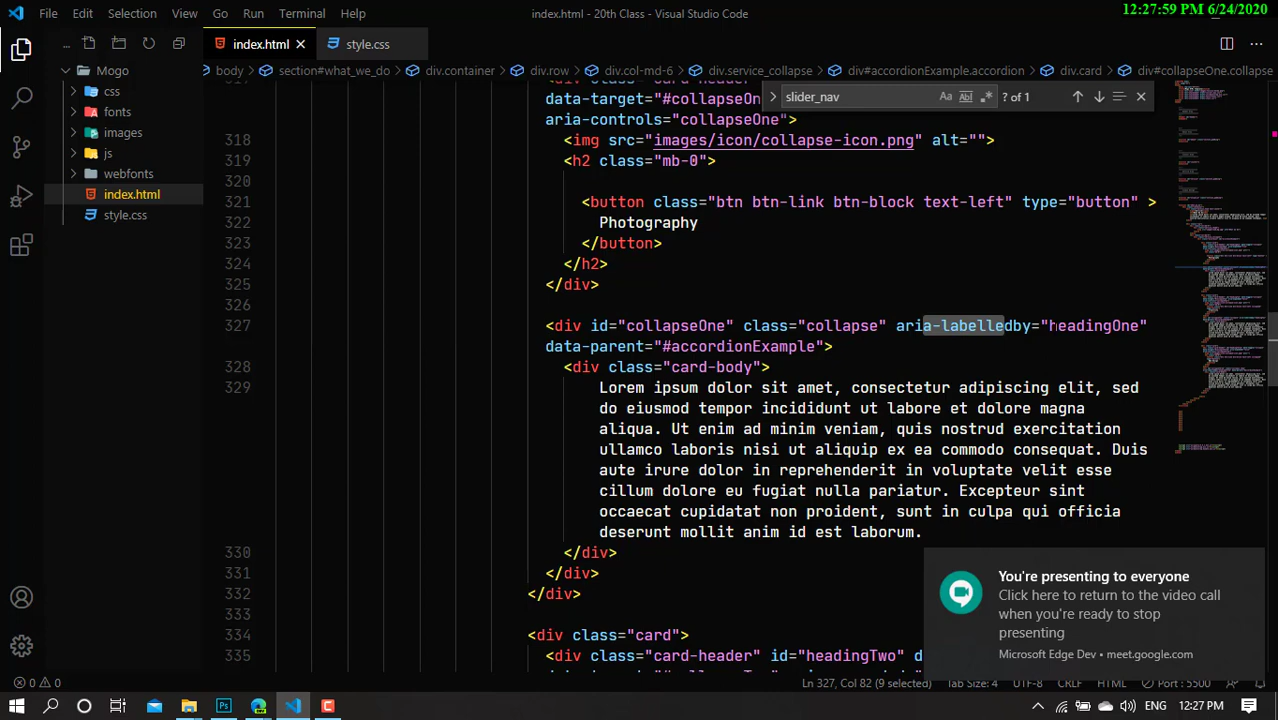 File Edit Selection View Go Run Terminal Help
index.html - 20th Class - Visual Studio Code
12:27:59 PM 6/24/2020
... index.html style.css
Mogo
css
fonts
images
js
webfonts
index.html
style.css
body section#what_we_do div.container div.row div.col-md-6 div.service_collapse div#accordionExample.accordion div.card div#collapseOne.collapse
slider_nav
? of 1
data-target="#collapseOn
aria-controls="collapseOne">
318 <img src="images/icon/collapse-icon.png" alt="">
319 <h2 class="mb-0">
320
321 <button class="btn btn-link btn-block text-left" type="button" >
322 Photography
323 </button>
324 </h2>
325 </div>
326
327 <div id="collapseOne" class="collapse" aria-labelledby="headingOne"
data-parent="#accordionExample">
328 <div class="card-body">
329 Lorem ipsum dolor sit amet, consectetur adipiscing elit, sed
do eiusmod tempor incididunt ut labore et dolore magna
aliqua. Ut enim ad minim veniam, quis nostrud exercitation
ullamco laboris nisi ut aliquip ex ea commodo consequat. Duis
aute irure dolor in reprehenderit in voluptate velit esse
cillum dolore eu fugiat nulla pariatur. Excepteur sint
occaecat cupidatat non proident, sunt in culpa qui officia
deserunt mollit anim id est laborum.
330 </div>
331 </div>
332 </div>
333
334 <div class="card">
335 <div class="card-header" id="headingTwo" d
You're presenting to everyone
Click here to return to the video call
when you're ready to stop
presenting
Microsoft Edge Dev • meet.google.com
0 0
Ln 327, Col 82 (9 selected) Tab Size: 4 UTF-8 CRLF HTML Port : 5500
ENG 12:27 PM